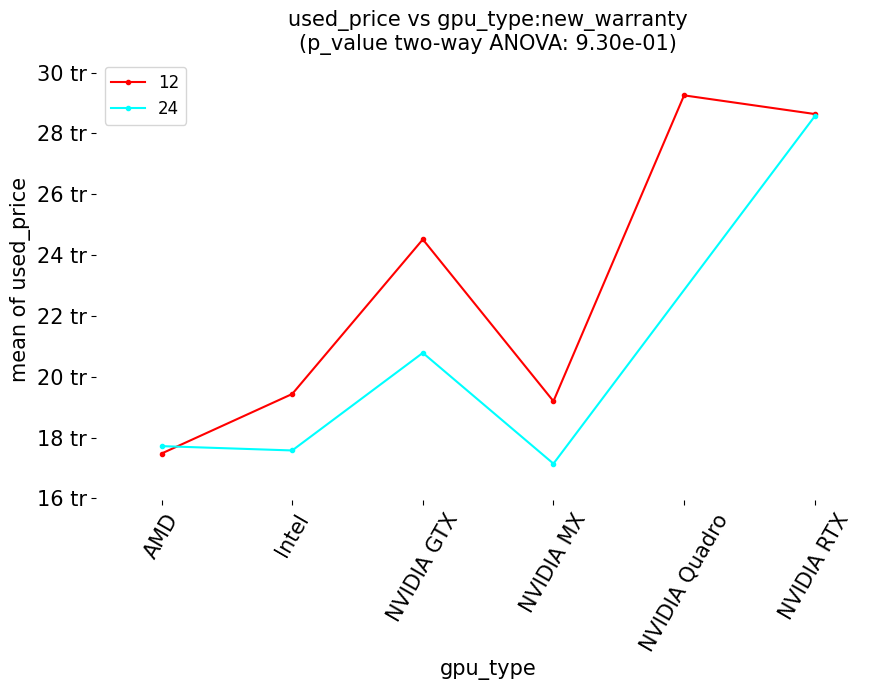 used_price vs gpu_type:new_warranty
(p_value two-way ANOVA: 9.30e-01)
12
24
mean of used_price
30 tr
28 tr
26 tr
24 tr
22 tr
20 tr
18 tr
16 tr
AMD
Intel
NVIDIA GTX
NVIDIA MX
NVIDIA Quadro
NVIDIA RTX
gpu_type